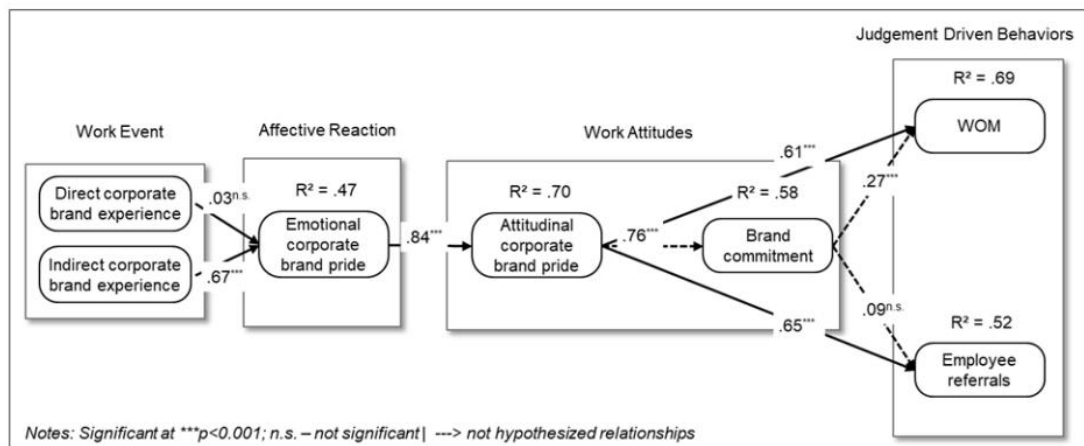 Judgement Driven Behaviors
R² = .69
WOM
Work Event
Affective Reaction
Work Attitudes
.61***
Direct corporate
brand experience
.03n.s.
R² = .47
R² = .70
R² = .58
.27***
Emotional
corporate
brand pride
.84***
Attitudinal
corporate
brand pride
.76***
Brand
commitment
Indirect corporate
brand experience
.67***
.09n.s.
.65***
R² = .52
Employee
referrals
Notes: Significant at ***p<0.001; n.s. – not significant| ---> not hypothesized relationships